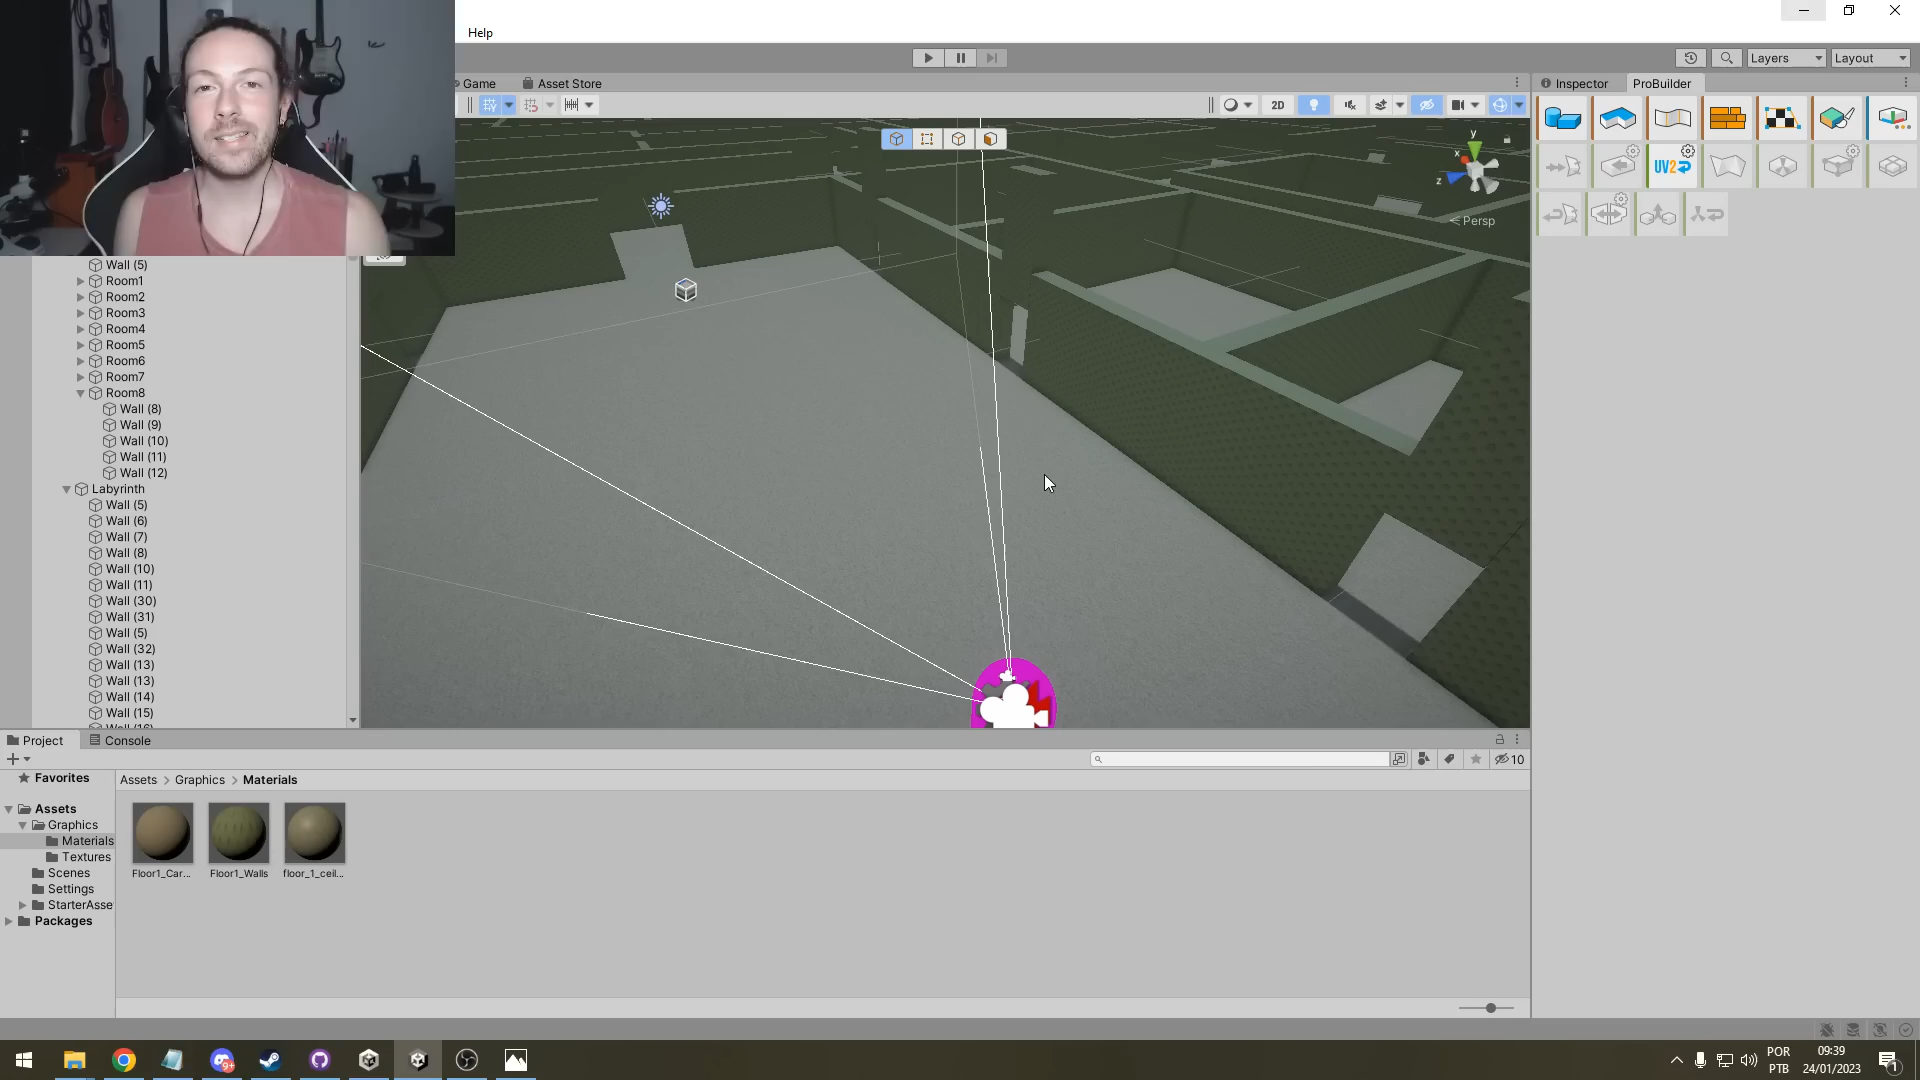 Help
Layers
Layout
Game
Asset Store
Inspector
ProBuilder
2D
UV2
y
x
z
Persp
Wall (5)
Room1
Room2
Room3
Room4
Room5
Room6
Room7
Room8
Wall (8)
Wall (9)
Wall (10)
Wall (11)
Wall (12)
Labyrinth
Wall (5)
Wall (6)
Wall (7)
Wall (8)
Wall (10)
Wall (11)
Wall (30)
Wall (31)
Wall (5)
Wall (32)
Wall (13)
Wall (13)
Wall (14)
Wall (15)
Project
Console
10
Favorites
Assets
Graphics
Materials
Textures
Scenes
Settings
StarterAsse
Packages
Assets > Graphics > Materials
Floor1_Car...
Floor1_Walls
floor_1_ceil...
9+
POR
PTB
09:39
24/01/2023
1